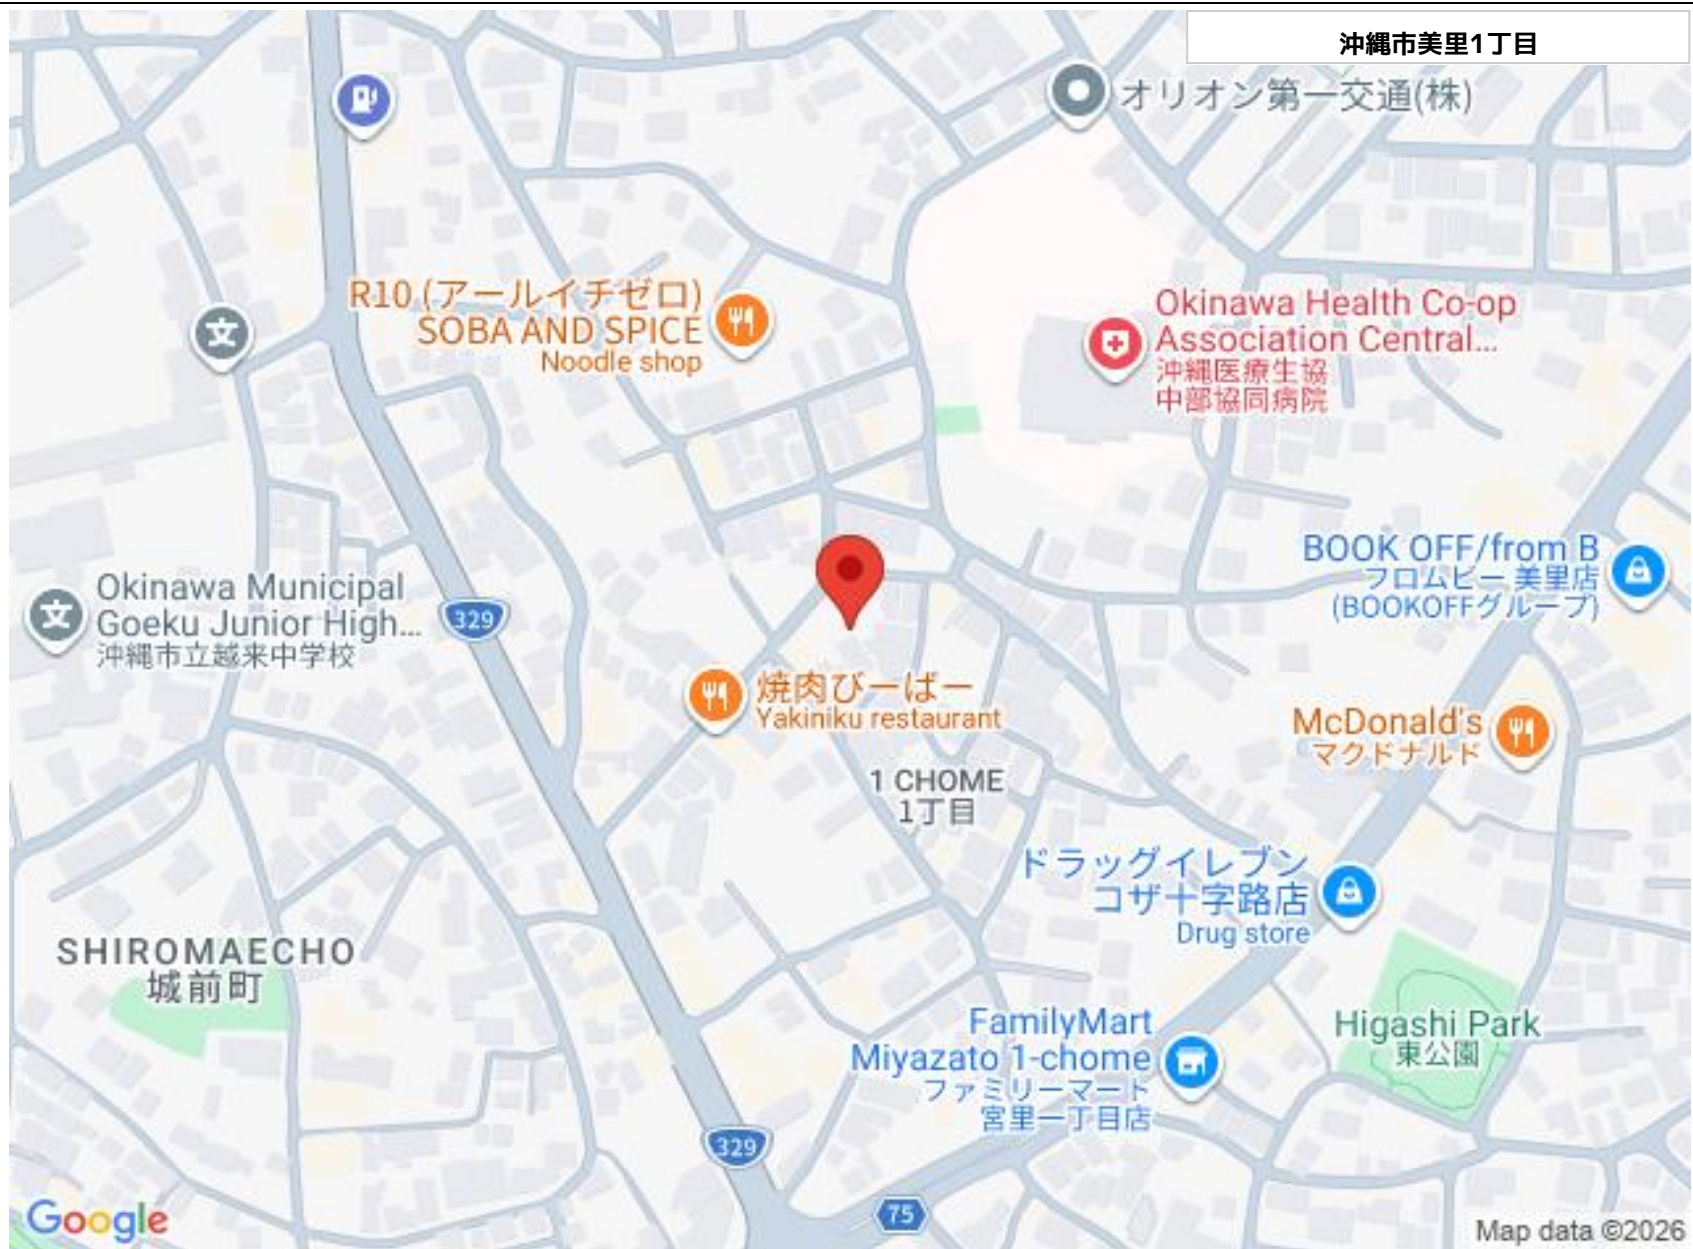 沖縄市美里1丁目
オリオン第一交通(株)
R10 (アールイチゼロ)
SOBA AND SPICE
Noodle shop
Okinawa Health Co-op
Association Central...
沖縄医療生協
中部協同病院
BOOK OFF/from B
フロムビー 美里店
(BOOKOFFグループ)
文
文
Okinawa Municipal
Goeku Junior High...
沖縄市立越来中学校
329
焼肉びーばー
Yakiniku restaurant
McDonald's
マクドナルド
1 CHOME
1丁目
ドラッグイレブン
コザ十字路店
Drug store
SHIROMAECHO
城前町
FamilyMart
Miyazato 1-chome
ファミリーマート
宮里一丁目店
Higashi Park
東公園
329
75
Google
Map data ©2026